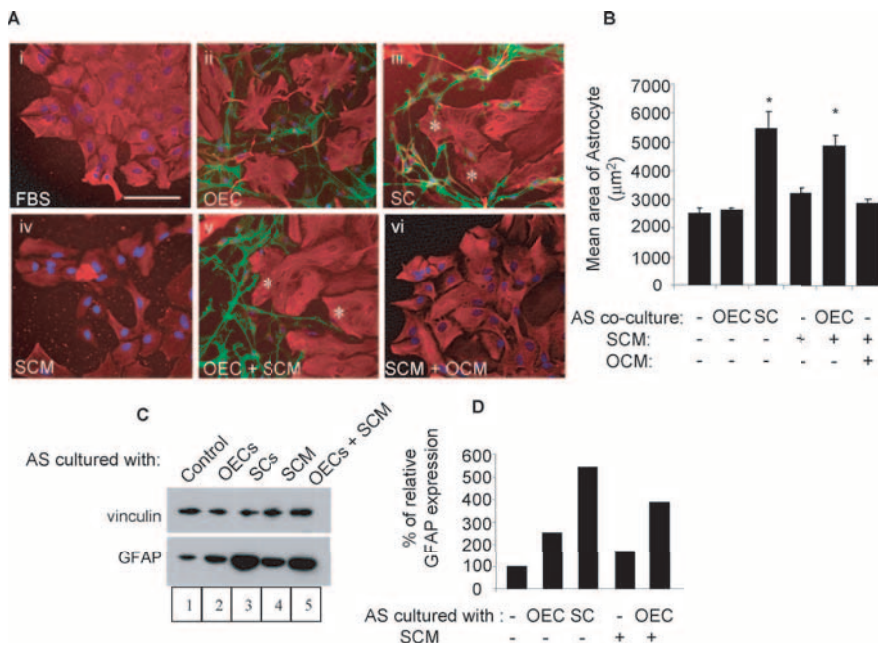 A
i
ii
iii
FBS
OEC
SC
* *
iv
v
vi
SCM
OEC + SCM
SCM + OCM
* *
B
Mean area of Astrocyte
(µm²)
7000
6000
5000
4000
3000
2000
1000
0
* *
AS co-culture: - OEC SC - OEC -
SCM: - - - + + +
OCM: - - - - - +
C
AS cultured with:
Control
OECs
SCs
SCM
OECs + SCM
vinculin
GFAP
1 2 3 4 5
D
% of relative
GFAP expression
600
500
400
300
200
100
0
AS cultured with : - OEC SC - OEC
SCM - - - + +